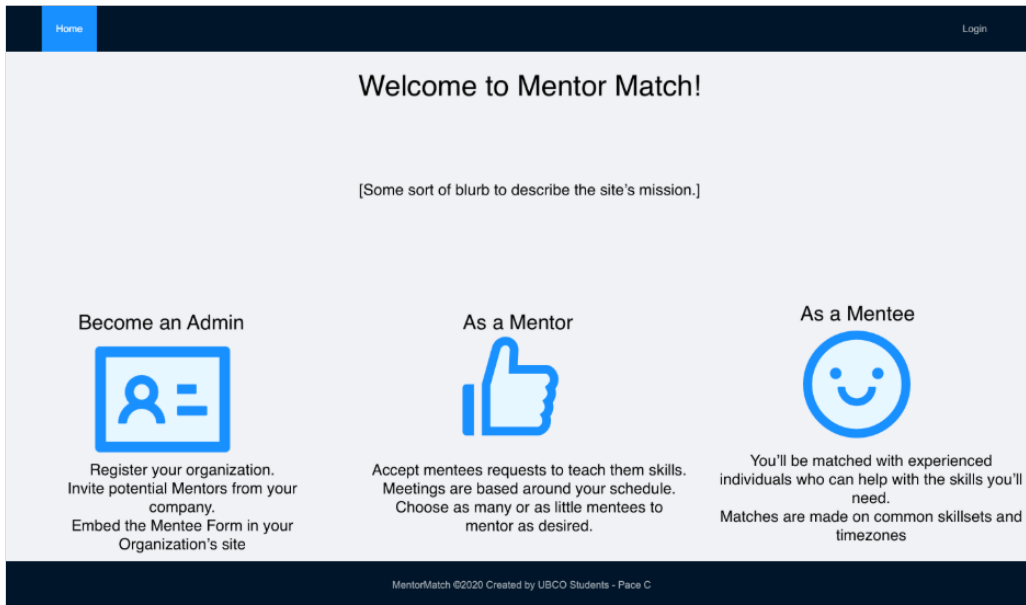 Home
Login
Welcome to Mentor Match!
[Some sort of blurb to describe the site's mission.]
Become an Admin
Register your organization.
Invite potential Mentors from your
company.
Embed the Mentee Form in your
Organization's site
As a Mentor
Accept mentees requests to teach them skills.
Meetings are based around your schedule.
Choose as many or as little mentees to
mentor as desired.
As a Mentee
You'll be matched with experienced
individuals who can help with the skills you'll
need.
Matches are made on common skillsets and
timezones
MentorMatch ©2020 Created by UBCO Students - Pace C